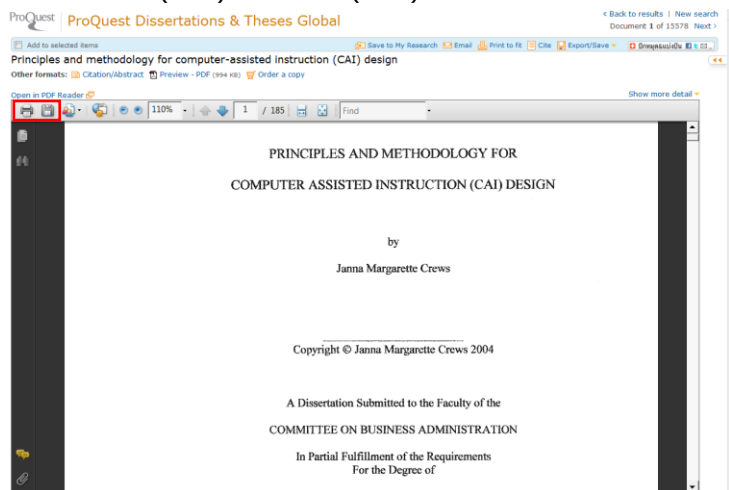 ProQuest ProQuest Dissertations & Theses Global
< Back to results | New search
Document 1 of 15578 Next >
Add to selected items Save to My Research Email Print to fit Cite Export/Save
Principles and methodology for computer-assisted instruction (CAI) design
Other formats: Citation/Abstract Preview - PDF (994 KB) Order a copy
Open in PDF Reader Show more detail
110% 1 / 185 Find
PRINCIPLES AND METHODOLOGY FOR
COMPUTER ASSISTED INSTRUCTION (CAI) DESIGN
by
Janna Margarette Crews
Copyright © Janna Margarette Crews 2004
A Dissertation Submitted to the Faculty of the
COMMITTEE ON BUSINESS ADMINISTRATION
In Partial Fulfillment of the Requirements
For the Degree of